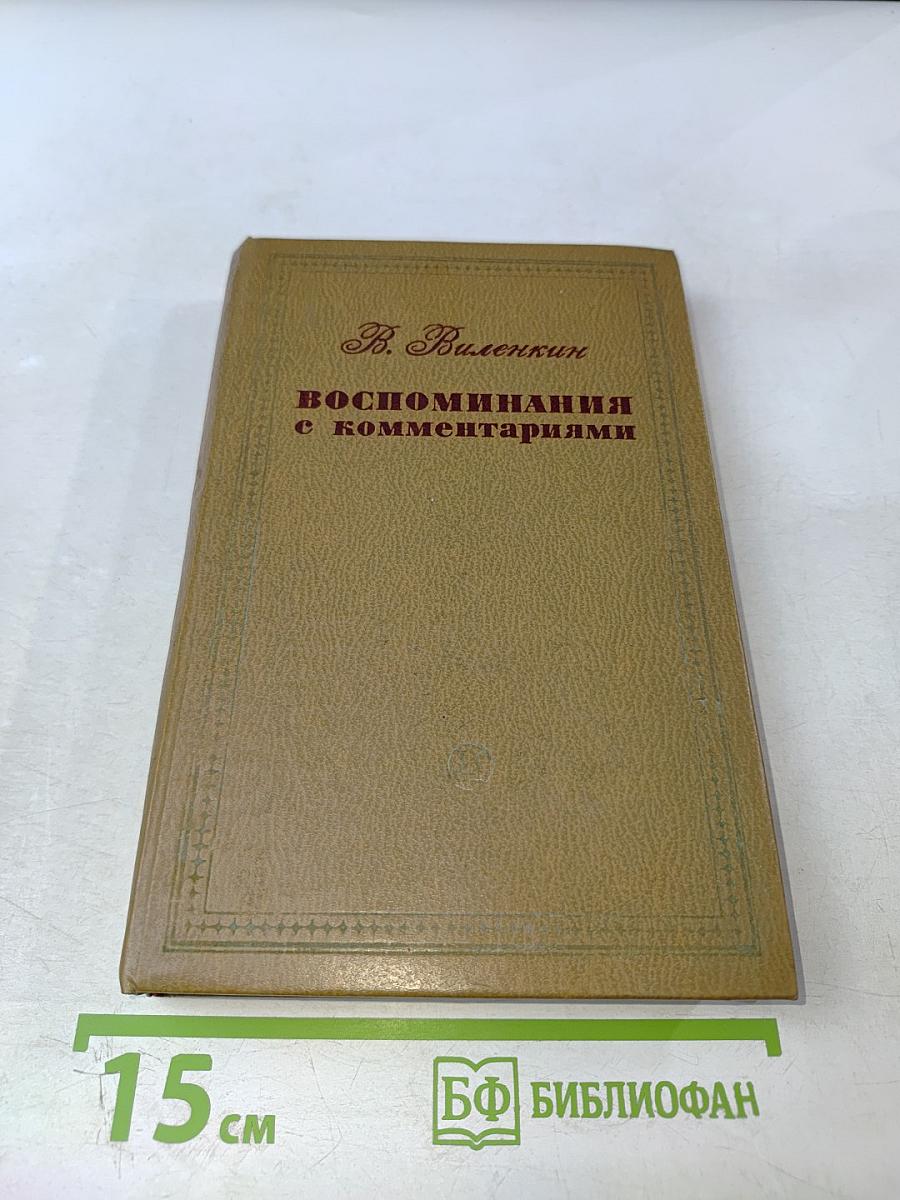 В. Виленкин
ВОСПОМИНАНИЯ
с комментариями
15 см
БФ БИБЛИОФАН